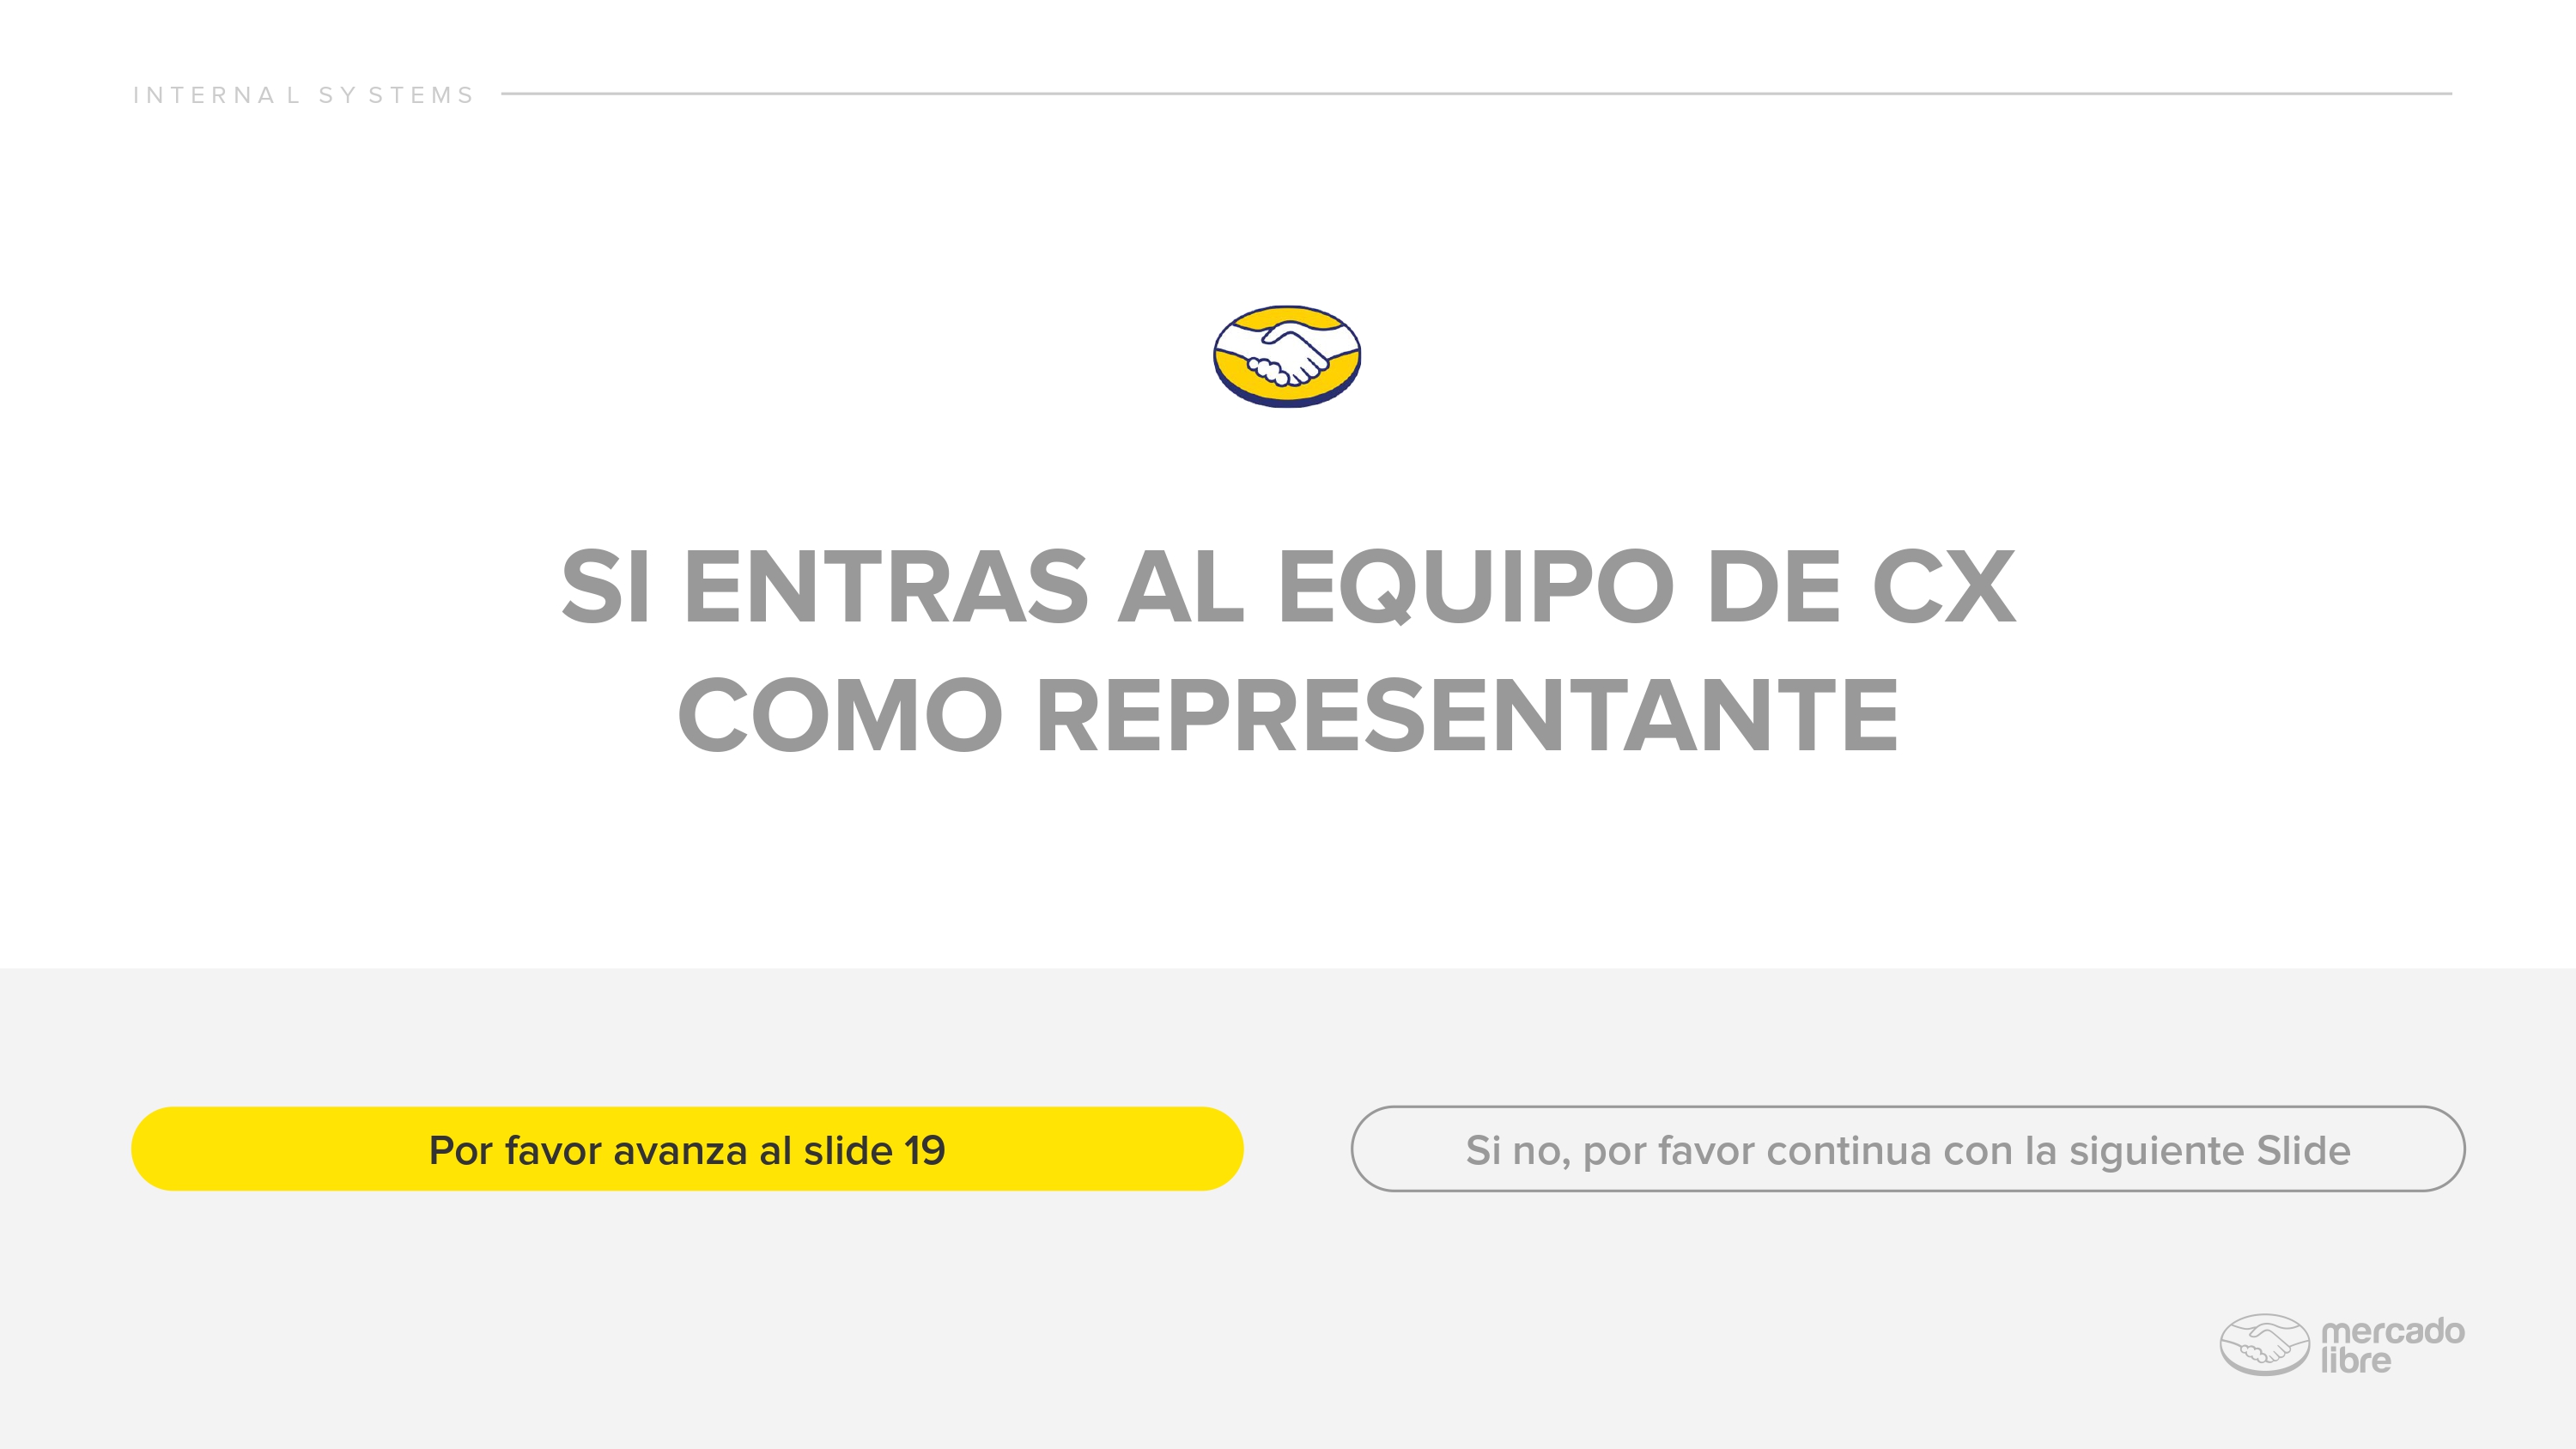 INTERNAL SYSTEMS
SI ENTRAS AL EQUIPO DE CX
COMO REPRESENTANTE
Por favor avanza al slide 19
Si no, por favor continua con la siguiente Slide
mercado
libre